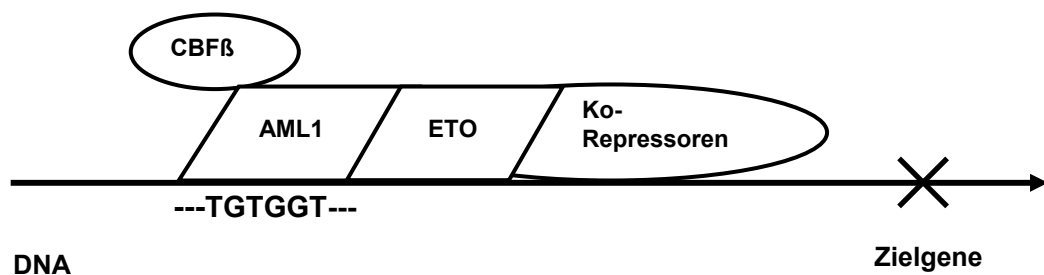 CBFß
AML1
ETO
Ko-
Repressoren
---TGTGGT---
DNA
Zielgene